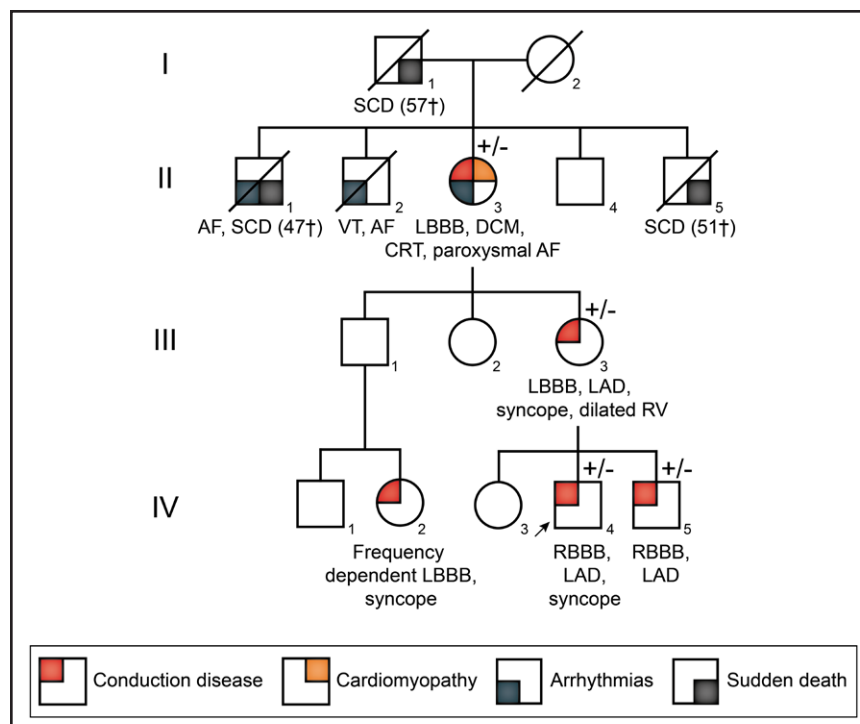 I
1
2
SCD (57†)
+/-
II
1
2
3
4
5
AF, SCD (47†)
VT, AF
LBBB, DCM,
CRT, paroxysmal AF
SCD (51†)
+/-
III
1
2
3
LBBB, LAD,
syncope, dilated RV
+/-
+/-
IV
1
2
3
4
5
Frequency
dependent LBBB,
syncope
RBBB,
LAD,
syncope
RBBB,
LAD
Conduction disease
Cardiomyopathy
Arrhythmias
Sudden death